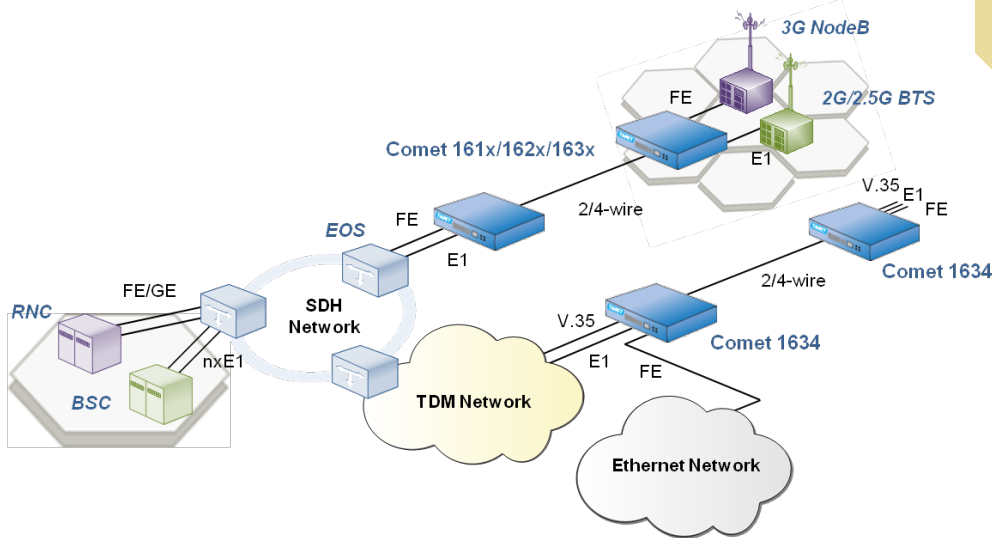 3G NodeB
FE
2G/2.5G BTS
Comet 161x/162x/163x
E1
V.35
E1
FE
2/4-wire
FE
EOS
E1
Comet 1634
2/4-wire
FE/GE
RNC
SDH
Network
V.35
Comet 1634
nxE1
E1
FE
BSC
TDM Network
Ethernet Network